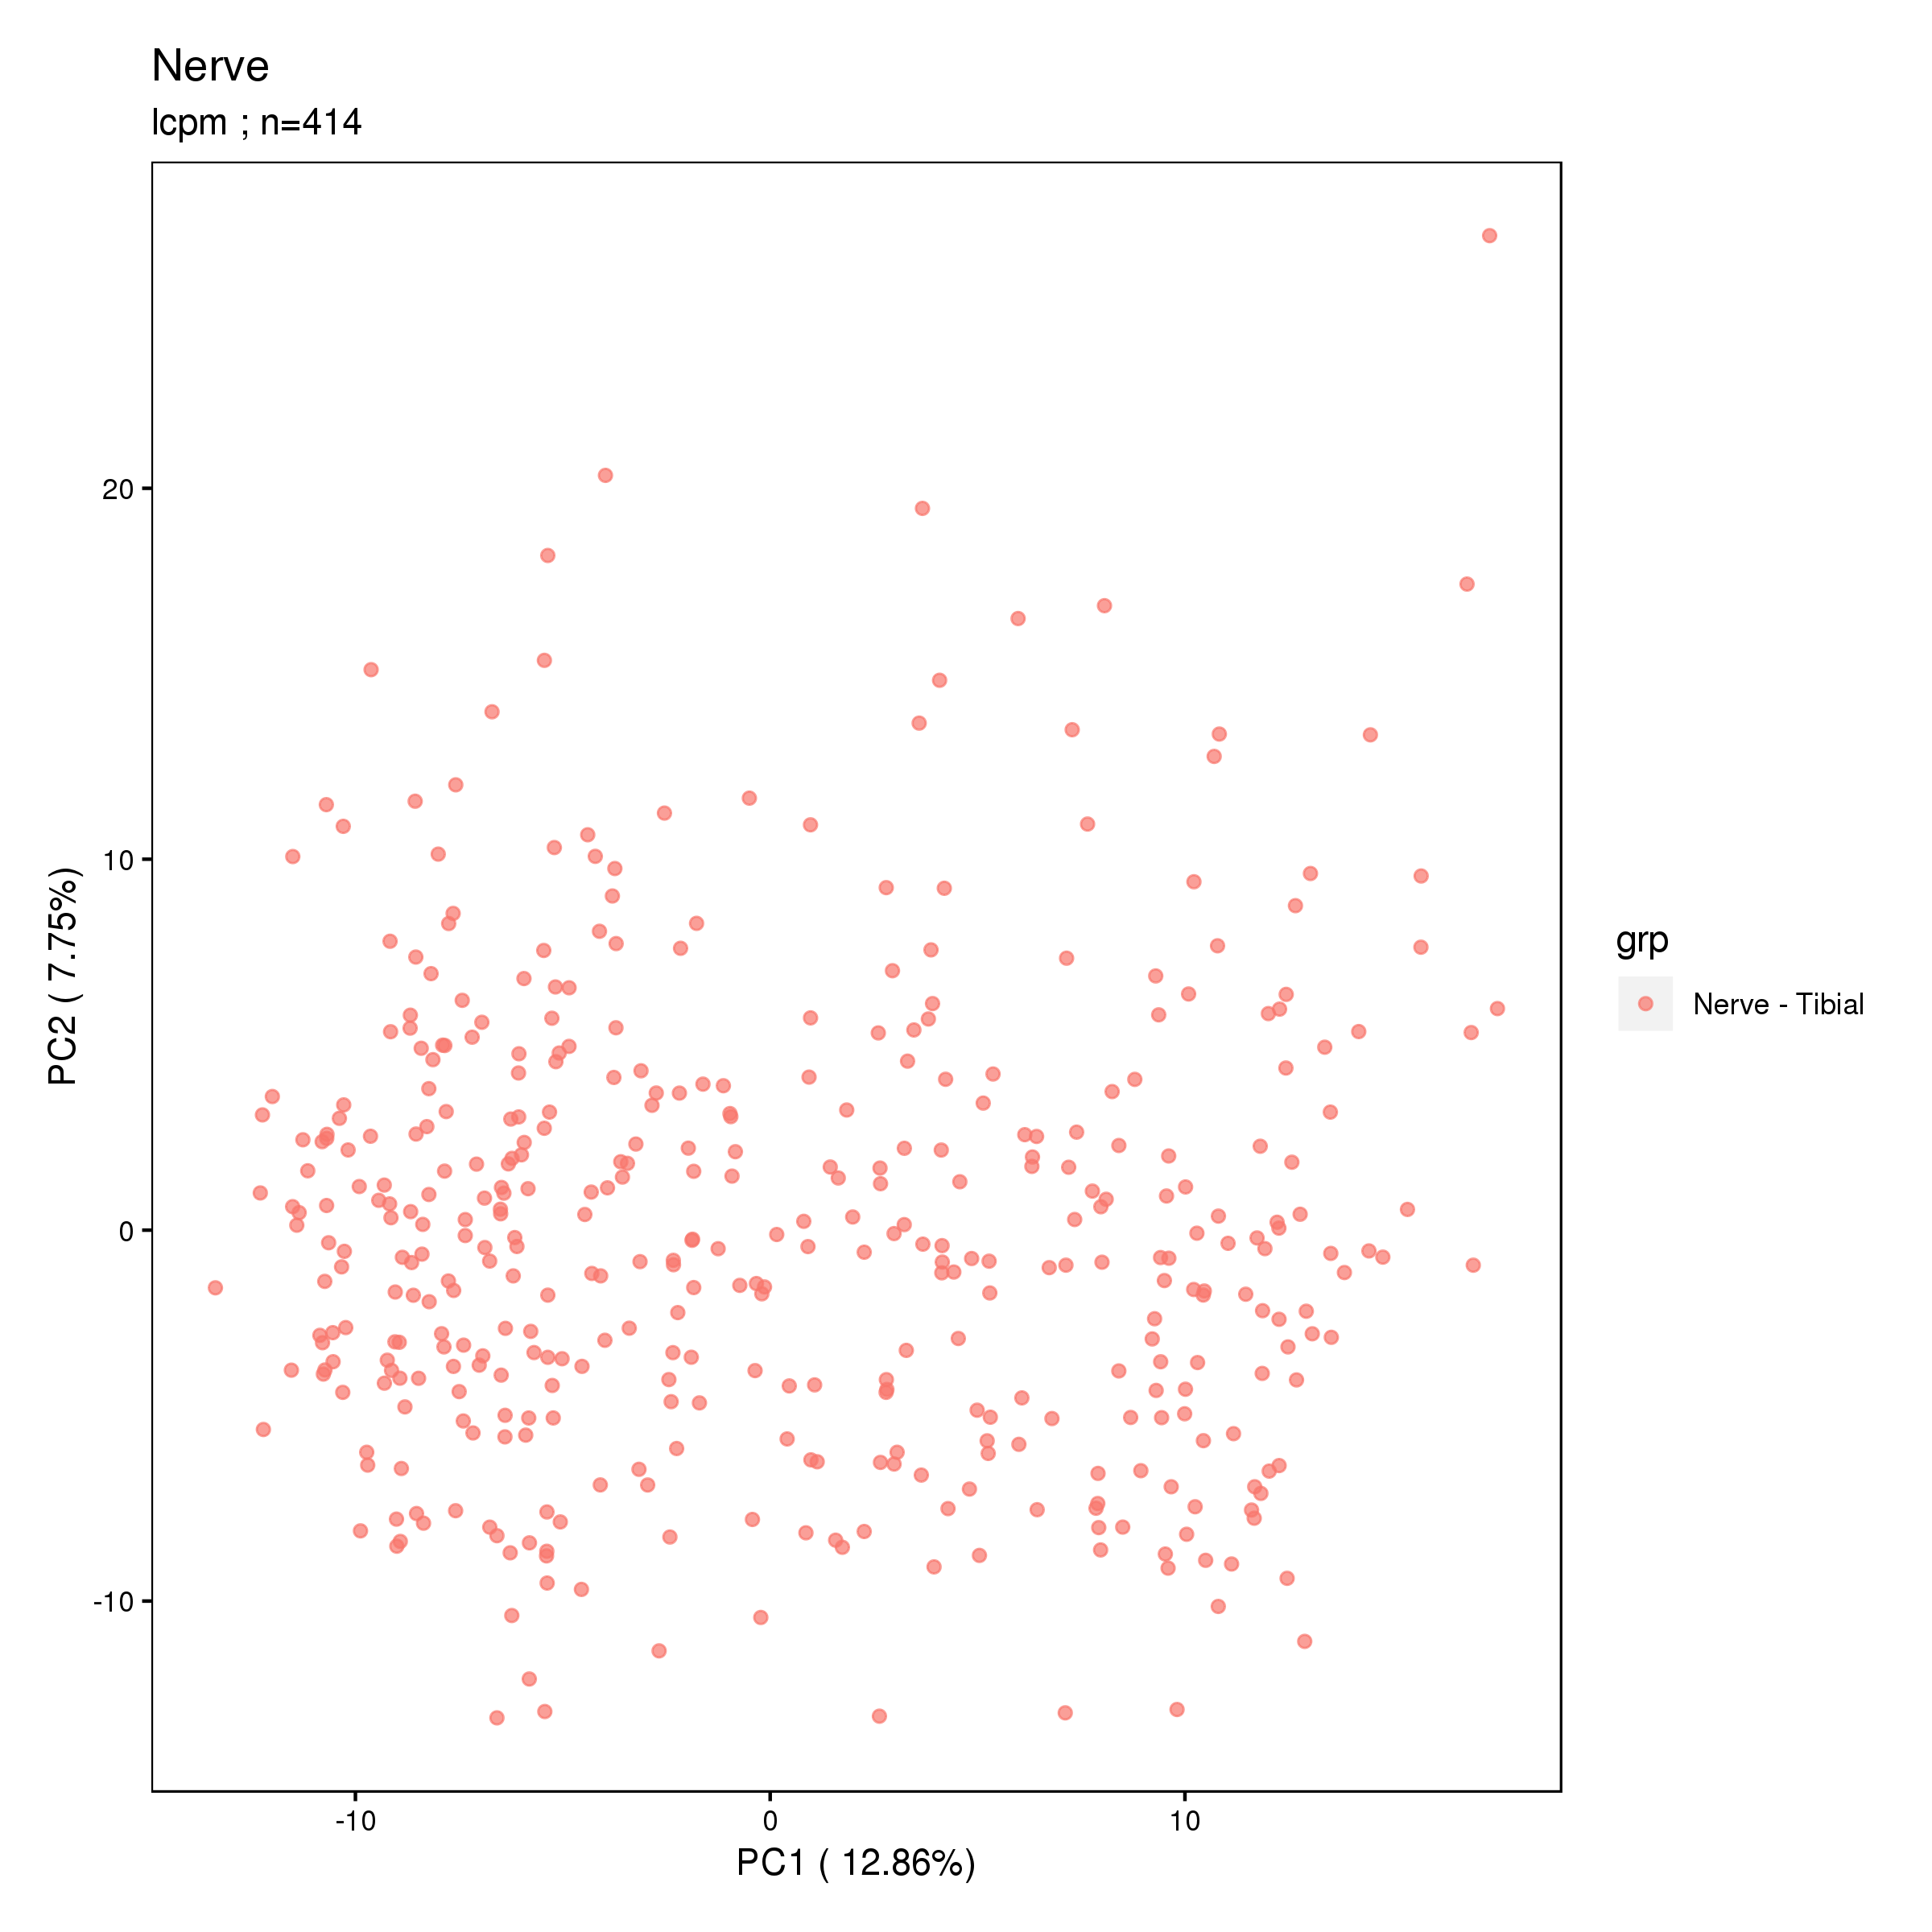 Nerve
lcpm ; n=414
20
10
0
-10
PC2 ( 7.75%)
-10
0
10
PC1 ( 12.86%)
grp
Nerve - Tibial